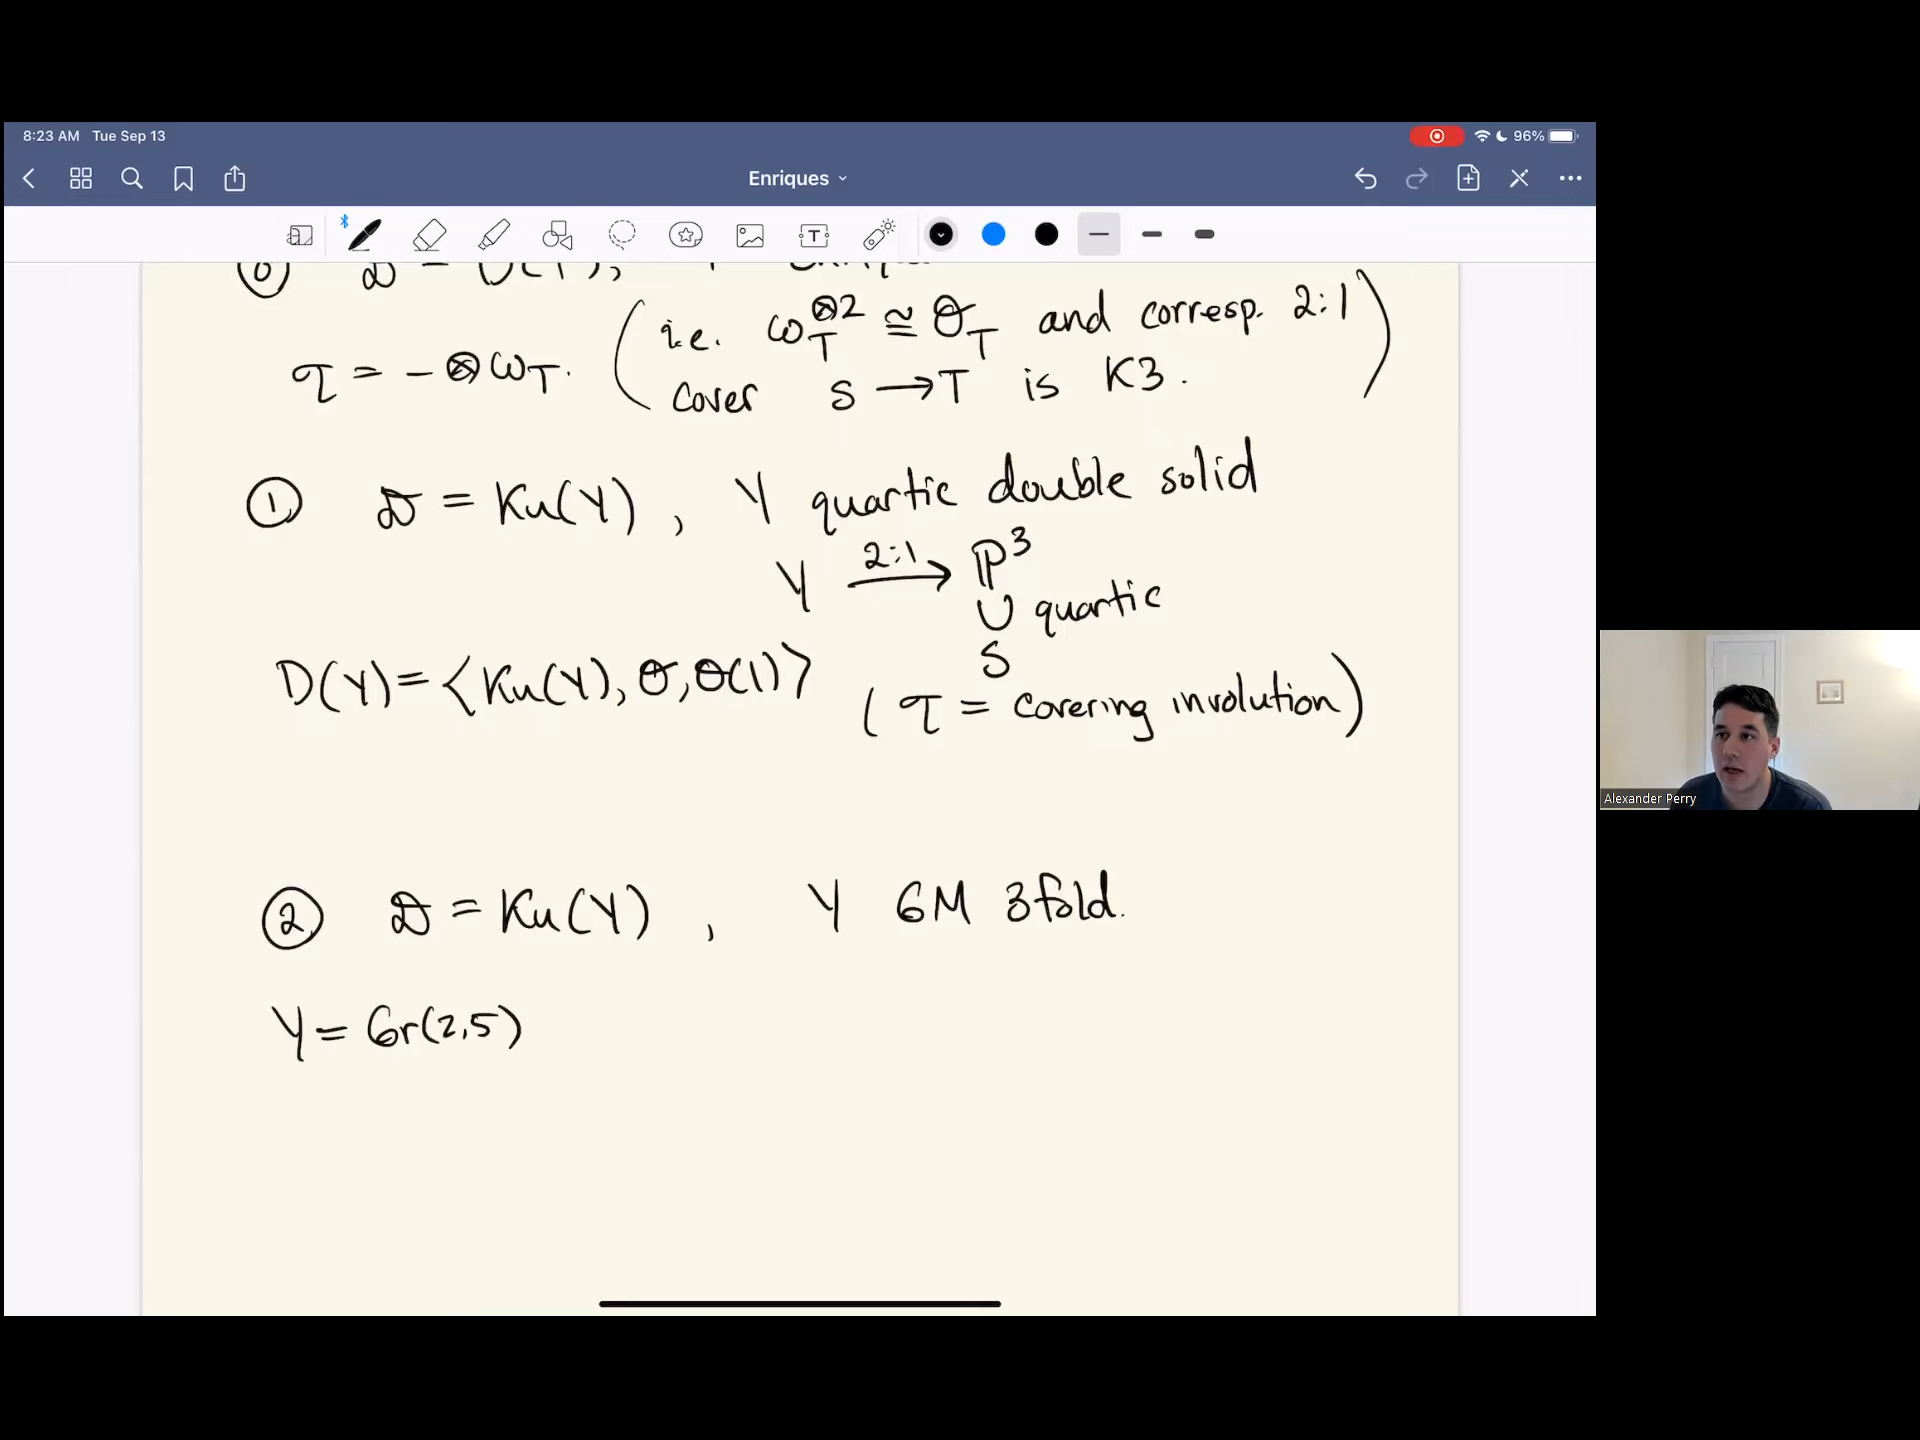 8:23 AM Tue Sep 13
96%
Enriques
i.e. ω_T^{⊗2} ≅ O_T and corresp. 2:1
τ = - ⊗ ω_T.
cover S → T is K3.
① D = Ku(Y), Y quartic double solid
Y 2:1 → ℙ³
∪ quartic
S
D(Y) = ⟨Ku(Y), O, O(1)⟩
(τ = covering involution)
② D = Ku(Y), Y GM 3fold.
Y = Gr(2,5)
Alexander Perry